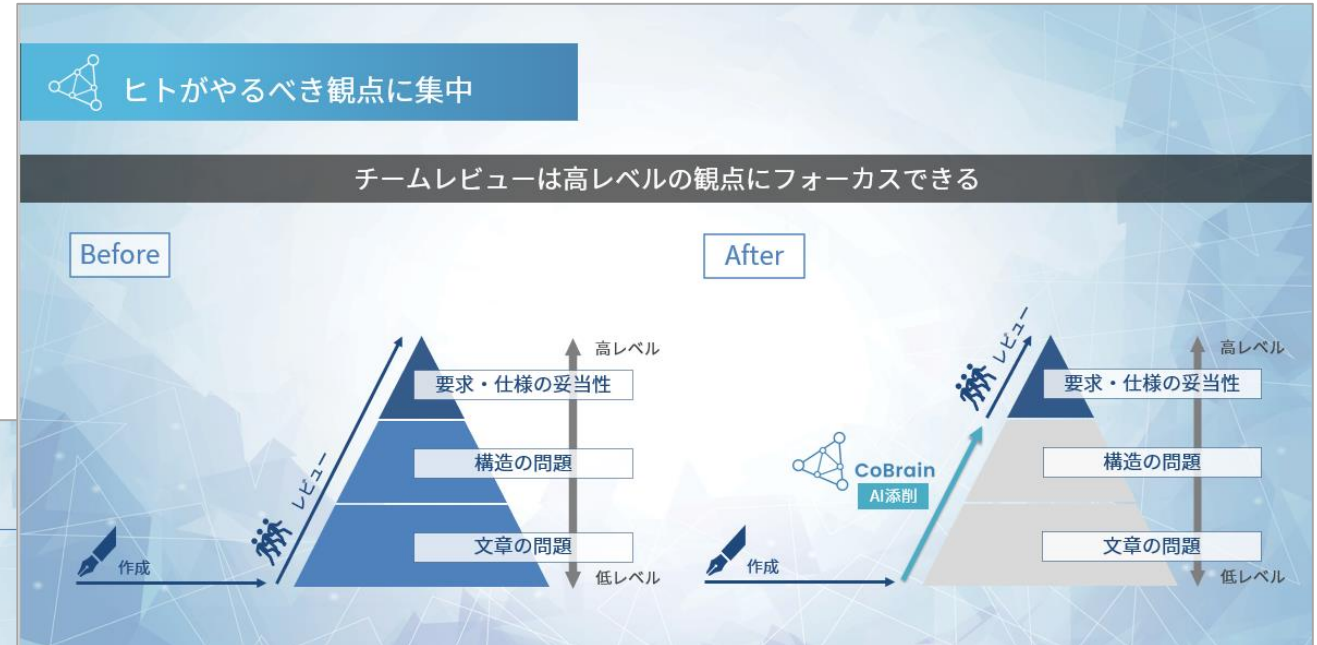 ヒトがやるべき観点に集中
チームレビューは高レベルの観点にフォーカスできる
Before
高レベル
要求・仕様の妥当性
構造の問題
レビュー
文章の問題
作成
低レベル
After
レビュー
高レベル
要求・仕様の妥当性
CoBrain
AI添削
構造の問題
文章の問題
作成
低レベル